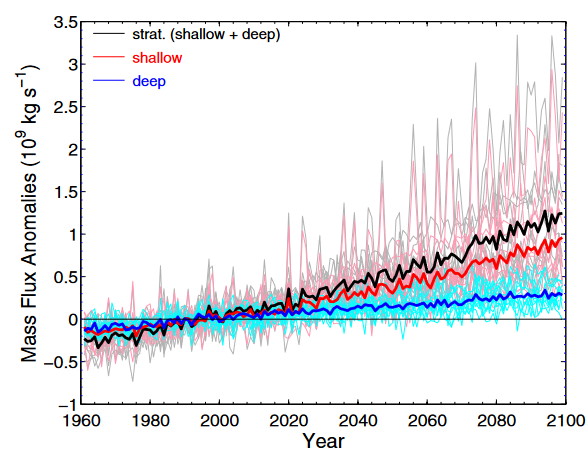 strat. (shallow + deep)
shallow
deep
Mass Flux Anomalies (10⁹ kg s⁻¹)
3.5
3
2.5
2
1.5
1
0.5
0
−0.5
−1
1960 1980 2000 2020 2040 2060 2080 2100
Year